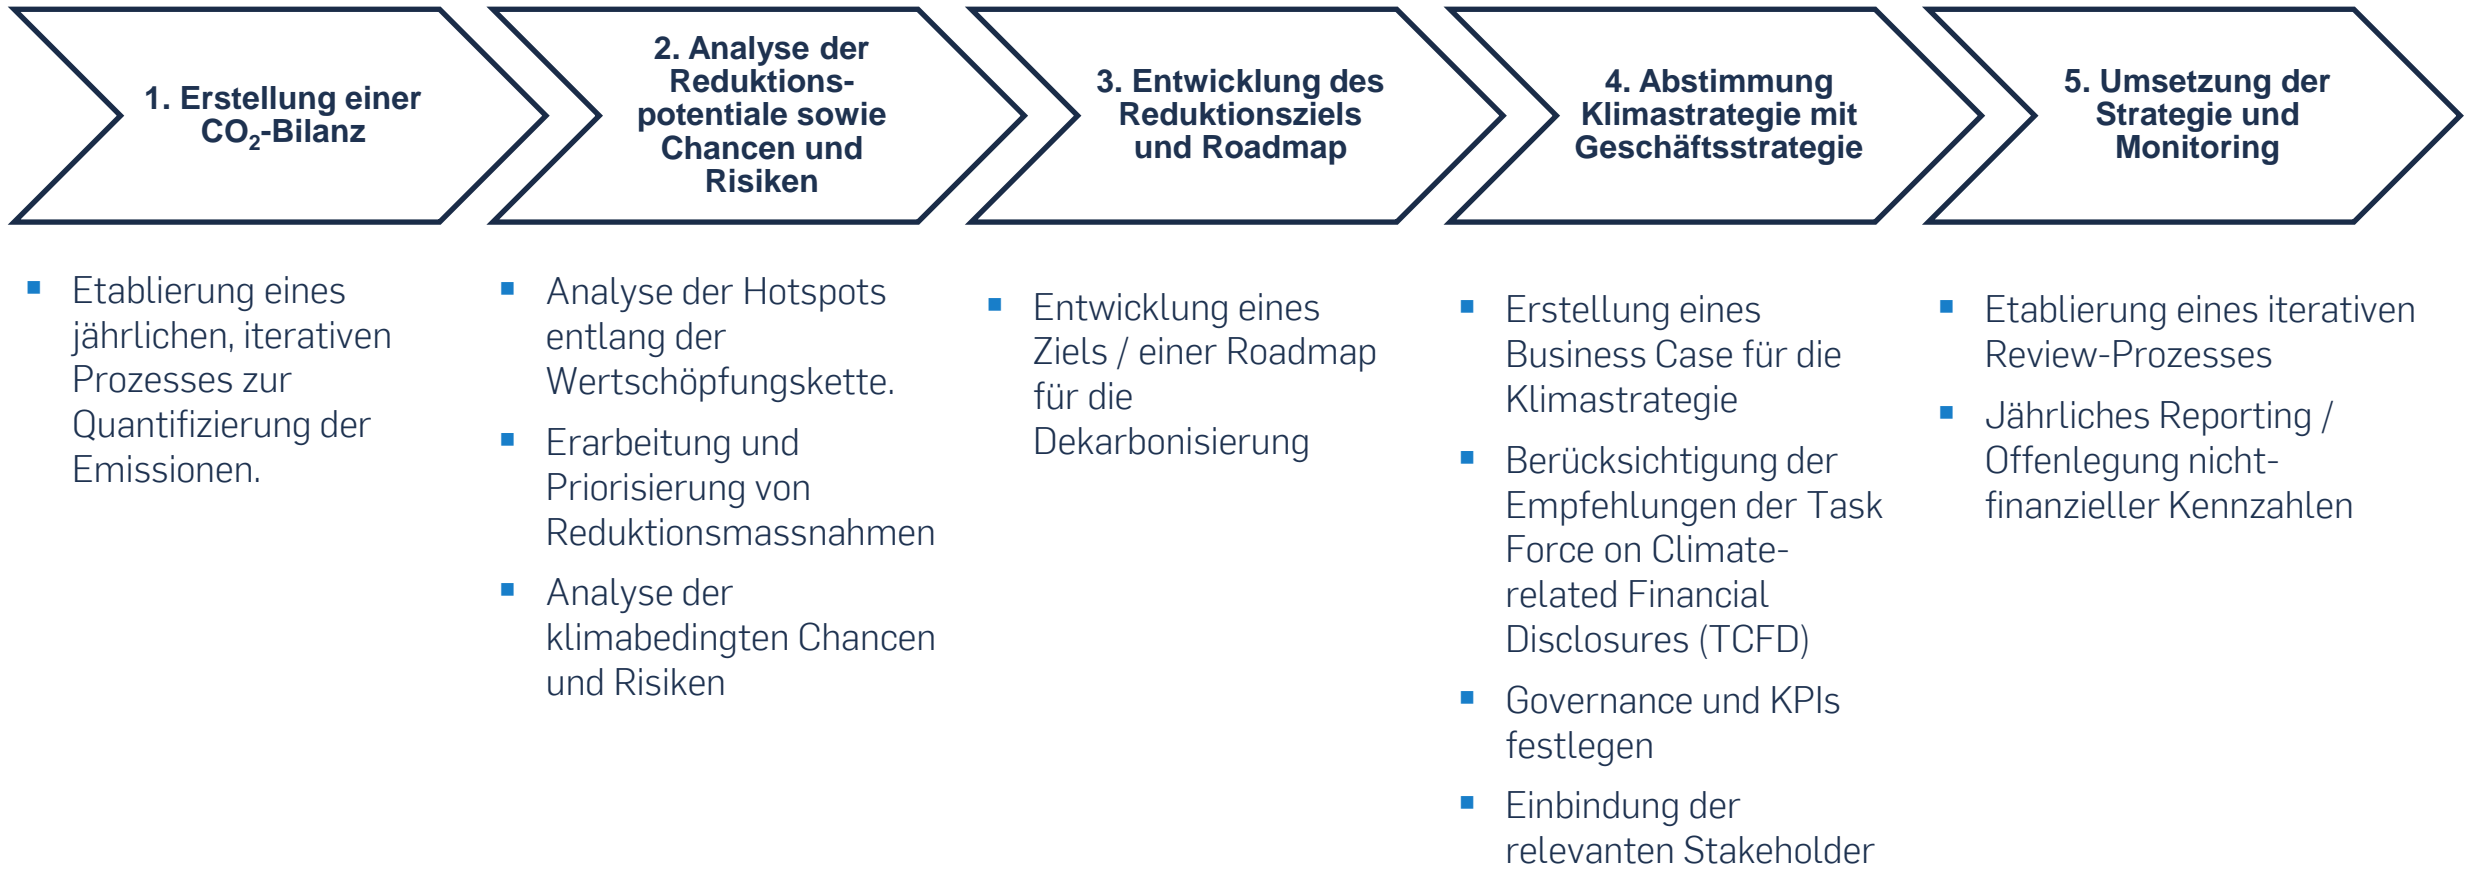 1. Erstellung einer
CO₂-Bilanz
2. Analyse der
Reduktions-
potentiale sowie
Chancen und
Risiken
3. Entwicklung des
Reduktionsziels
und Roadmap
4. Abstimmung
Klimastrategie mit
Geschäftsstrategie
5. Umsetzung der
Strategie und
Monitoring
▪ Etablierung eines
jährlichen, iterativen
Prozesses zur
Quantifizierung der
Emissionen.
▪ Analyse der Hotspots
entlang der
Wertschöpfungskette.
▪ Erarbeitung und
Priorisierung von
Reduktionsmassnahmen
▪ Analyse der
klimabedingten Chancen
und Risiken
▪ Entwicklung eines
Ziels / einer Roadmap
für die
Dekarbonisierung
▪ Erstellung eines
Business Case für die
Klimastrategie
▪ Berücksichtigung der
Empfehlungen der Task
Force on Climate-
related Financial
Disclosures (TCFD)
▪ Governance und KPIs
festlegen
▪ Einbindung der
relevanten Stakeholder
▪ Etablierung eines iterativen
Review-Prozesses
▪ Jährliches Reporting /
Offenlegung nicht-
finanzieller Kennzahlen